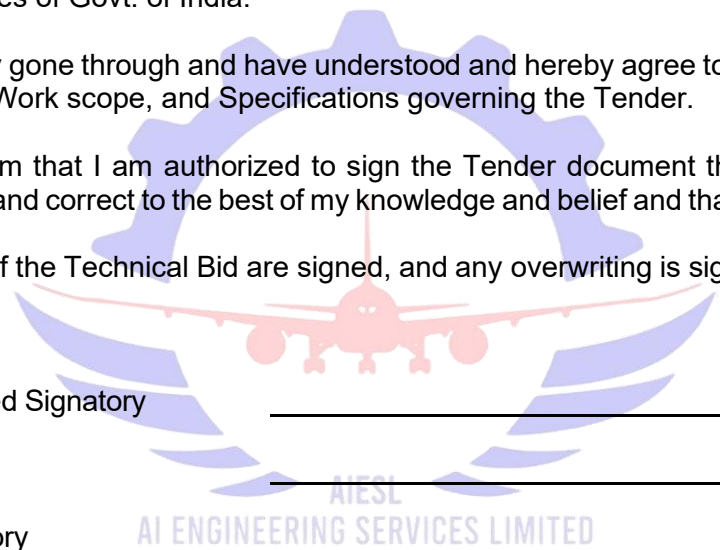 es of Govt. of India.
gone through and have understood and hereby agree to
Work scope, and Specifications governing the Tender.
m that I am authorized to sign the Tender document th
and correct to the best of my knowledge and belief and tha
f the Technical Bid are signed, and any overwriting is sig
ed Signatory
AIESL
ory
AI ENGINEERING SERVICES LIMITED